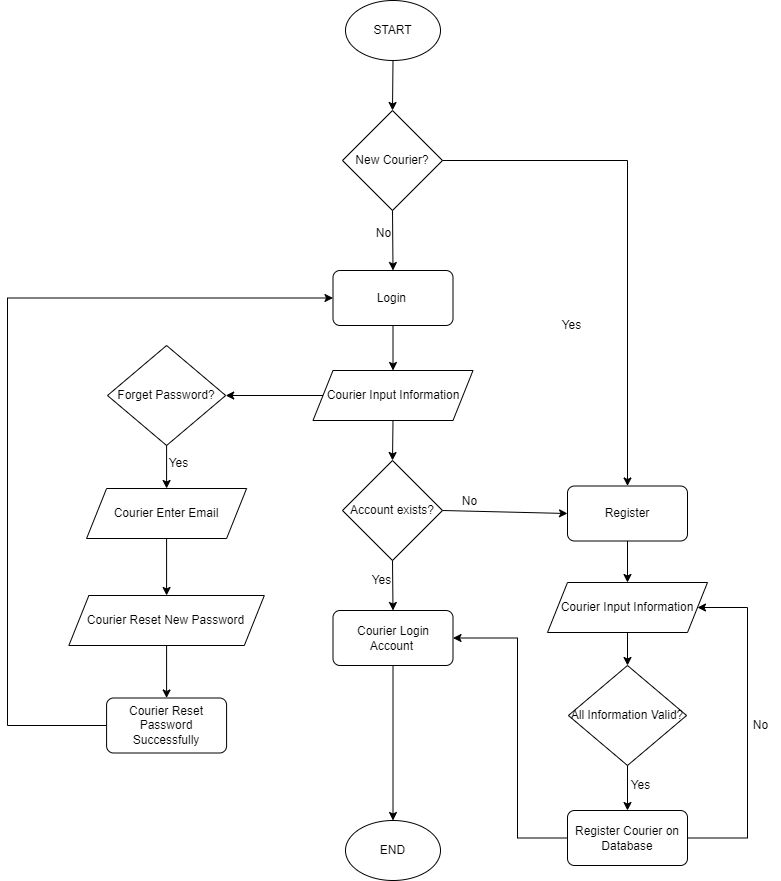 START
New Courier?
No
Login
Yes
Forget Password?
Courier Input Information
Yes
Courier Enter Email
Account exists?
No
Register
Yes
Courier Reset New Password
Courier Login
Account
Courier Input Information
Courier Reset
Password
Successfully
All Information Valid?
No
Yes
Register Courier on
Database
END